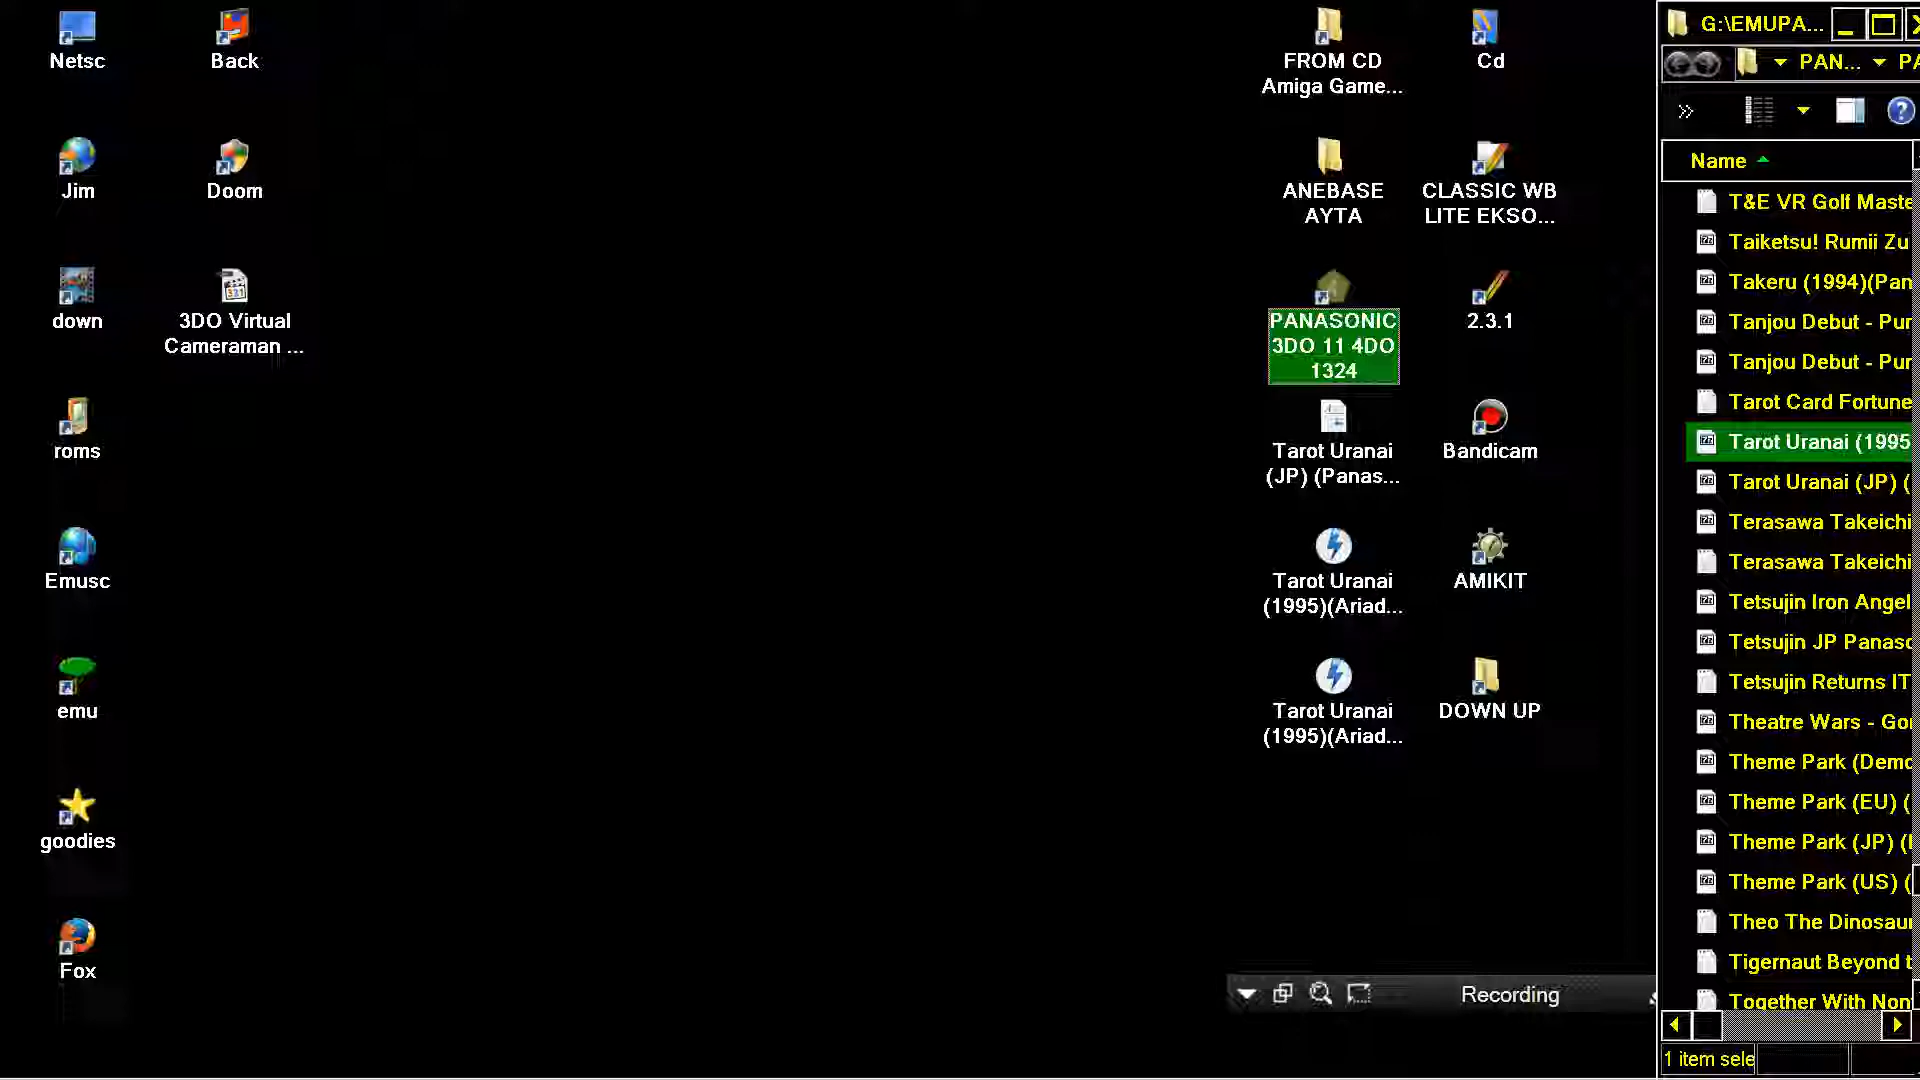 Netsc
Back
Jim
Doom
down
3DO Virtual
Cameraman ...
roms
Emusc
emu
goodies
Fox
FROM CD
Amiga Game...
Cd
ANEBASE
AYTA
CLASSIC WB
LITE EKSO...
PANASONIC
3DO 11 4DO
1324
2.3.1
Tarot Uranai
(JP) (Panas...
Bandicam
Tarot Uranai
(1995)(Ariad...
AMIKIT
Tarot Uranai
(1995)(Ariad...
DOWN UP
Recording
G:\EMUPA...
PAN...
PA
Name
T&E VR Golf Maste
Taiketsu! Rumii Zu
Takeru (1994)(Pan
Tanjou Debut - Pur
Tanjou Debut - Pur
Tarot Card Fortune
Tarot Uranai (1995
Tarot Uranai (JP) (
Terasawa Takeichi
Terasawa Takeichi
Tetsujin Iron Angel
Tetsujin JP Panaso
Tetsujin Returns IT
Theatre Wars - Gor
Theme Park (Demo
Theme Park (EU) (
Theme Park (JP) (
Theme Park (US) (
Theo The Dinosaur
Tigernaut Beyond t
Together With Non
1 item sele